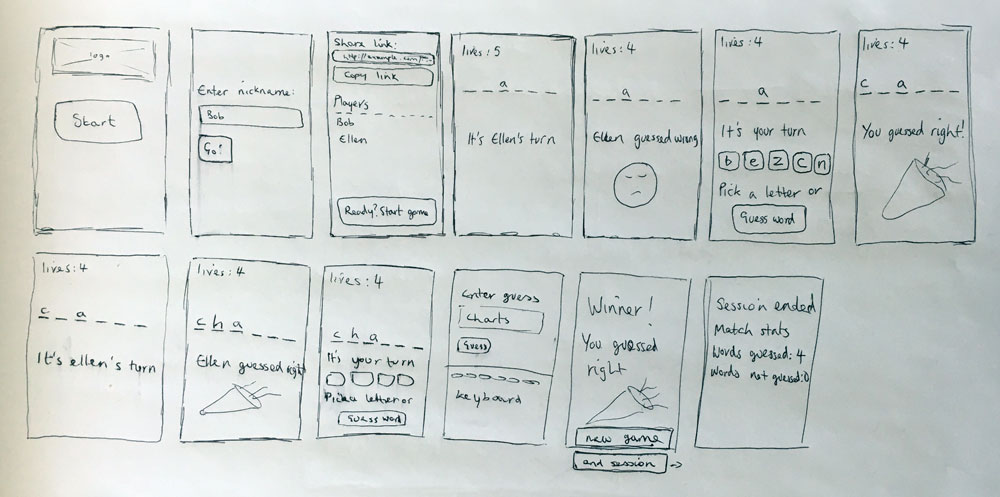 logo
Start
Enter nickname:
Bob
Go!
Share link:
http://example.com/...
Copy link
Players
Bob
Ellen
Ready? Start game
lives: 5
a
It's Ellen's turn
lives: 4
a
Ellen guessed wrong
lives: 4
a
It's your turn
b e z c n
Pick a letter or
Guess word
lives: 4
c a
You guessed right!
lives: 4
c a
It's ellen's turn
lives: 4
c h a
Ellen guessed right
lives: 4
c h a
It's your turn
Pick a letter or
Guess word
Enter guess
Charts
Guess
keyboard
Winner!
You guessed
right
new game
end session
Session ended
Match stats
Words guessed: 4
Words not guessed: 0